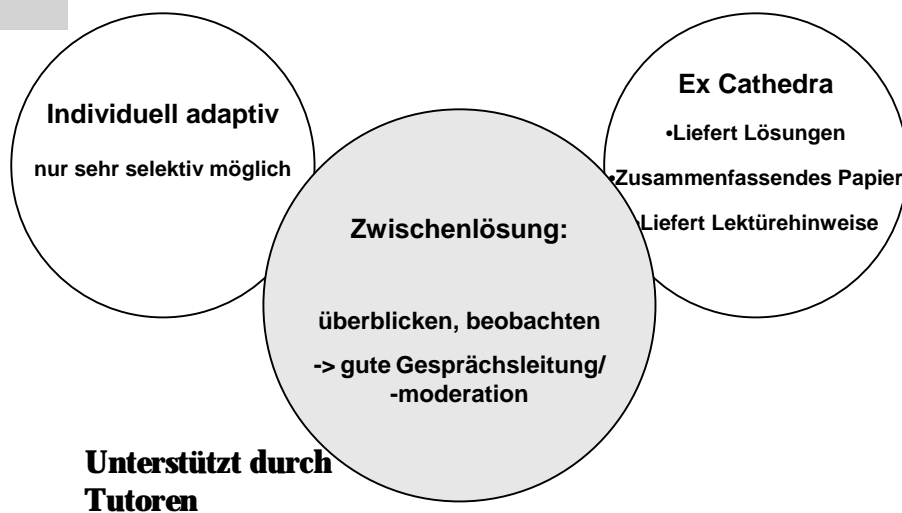 Individuell adaptiv
nur sehr selektiv möglich
Ex Cathedra
•Liefert Lösungen
•Zusammenfassendes Papier
•Liefert Lektürehinweise
Zwischenlösung:
überblicken, beobachten
-> gute Gesprächsleitung/
-moderation
Unterstützt durch
Tutoren